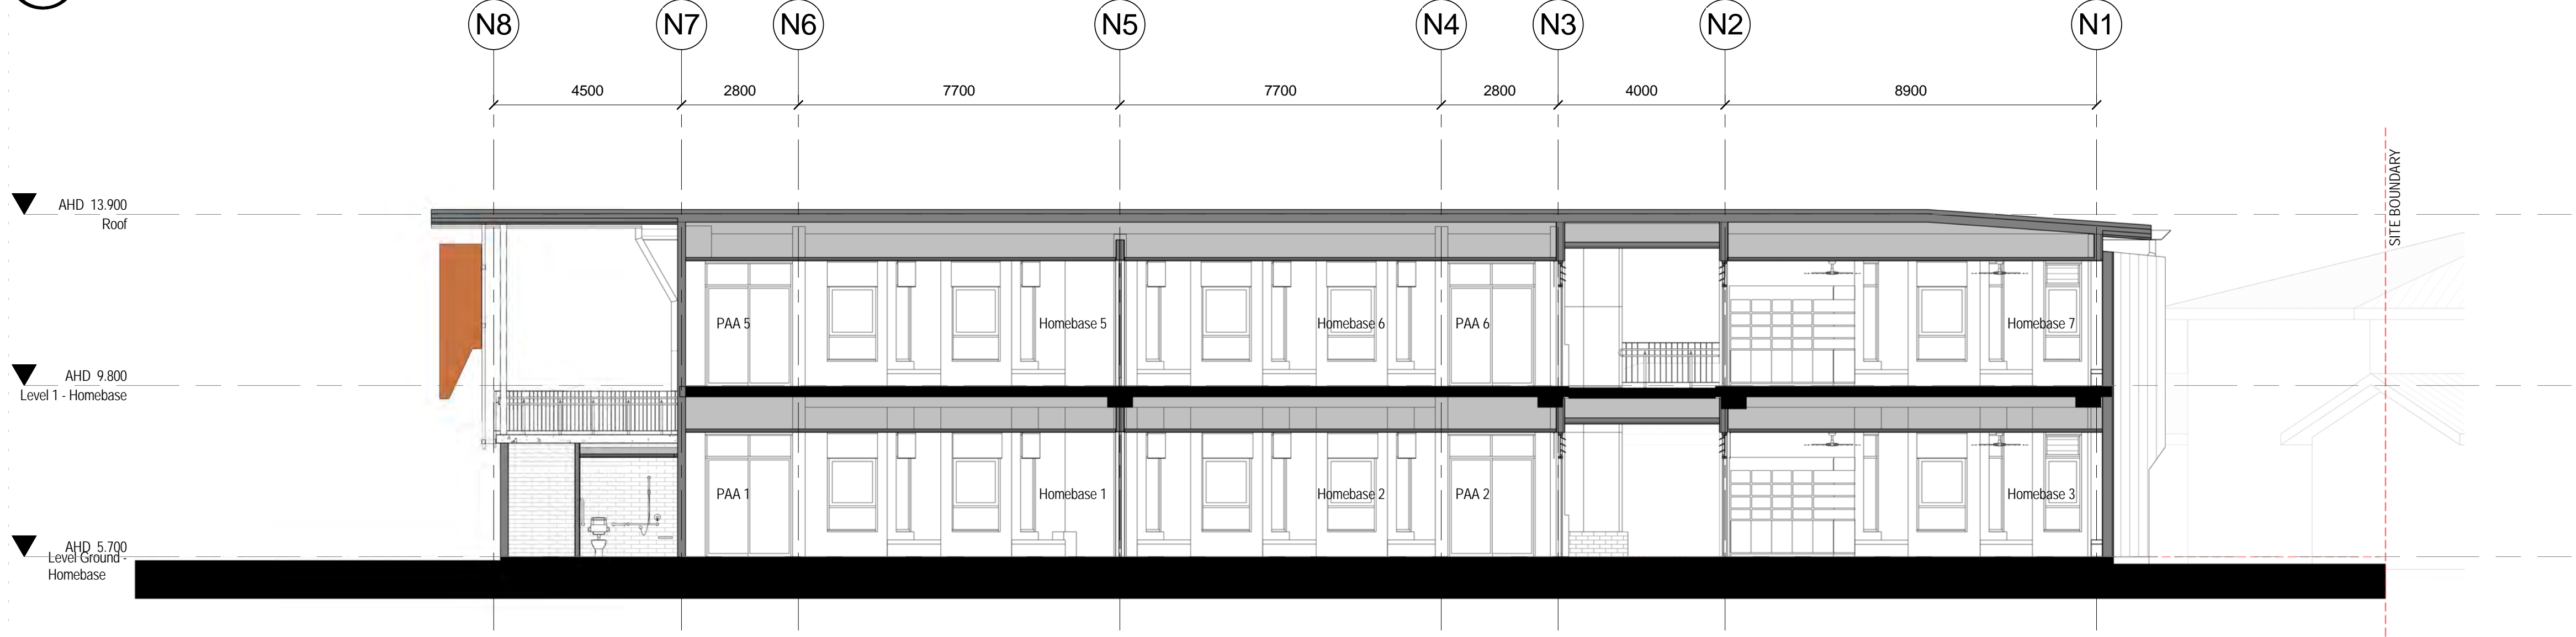 N8 N7 N6 N5 N4 N3 N2 N1
4500 2800 7700 7700 2800 4000 8900
SITE BOUNDARY
AHD 13.900
Roof
PAA 5 Homebase 5 Homebase 6 PAA 6 Homebase 7
AHD 9.800
Level 1 - Homebase
PAA 1 Homebase 1 Homebase 2 PAA 2 Homebase 3
AHD 5.700
Level Ground -
Homebase